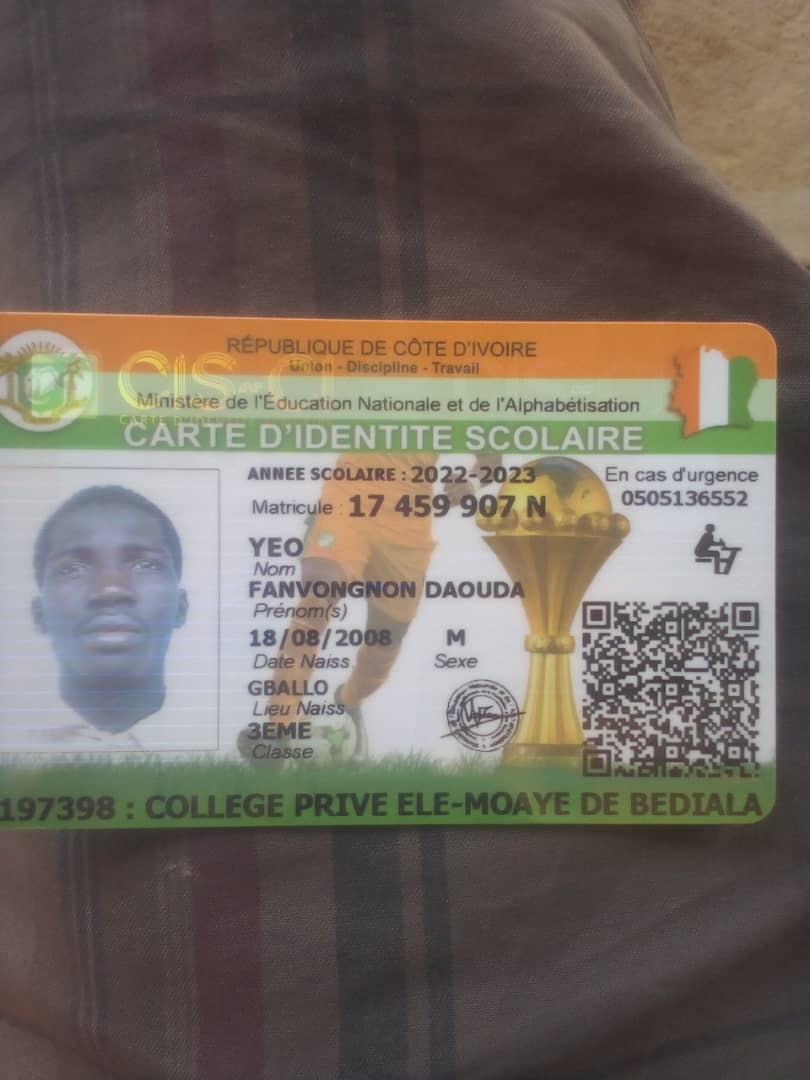 RÉPUBLIQUE DE CÔTE D'IVOIRE
Union - Discipline - Travail
Ministère de l'Éducation Nationale et de l'Alphabétisation
CARTE D'IDENTITE SCOLAIRE
ANNEE SCOLAIRE : 2022-2023
En cas d'urgence
0505136552
Matricule : 17 459 907 N
YEO
Nom
FANVONGNON DAOUDA
Prénom(s)
18/08/2008 M
Date Naiss. Sexe
GBALLO
Lieu Naiss
3EME
Classe
197398 : COLLEGE PRIVE ELE-MOAYE DE BEDIALA